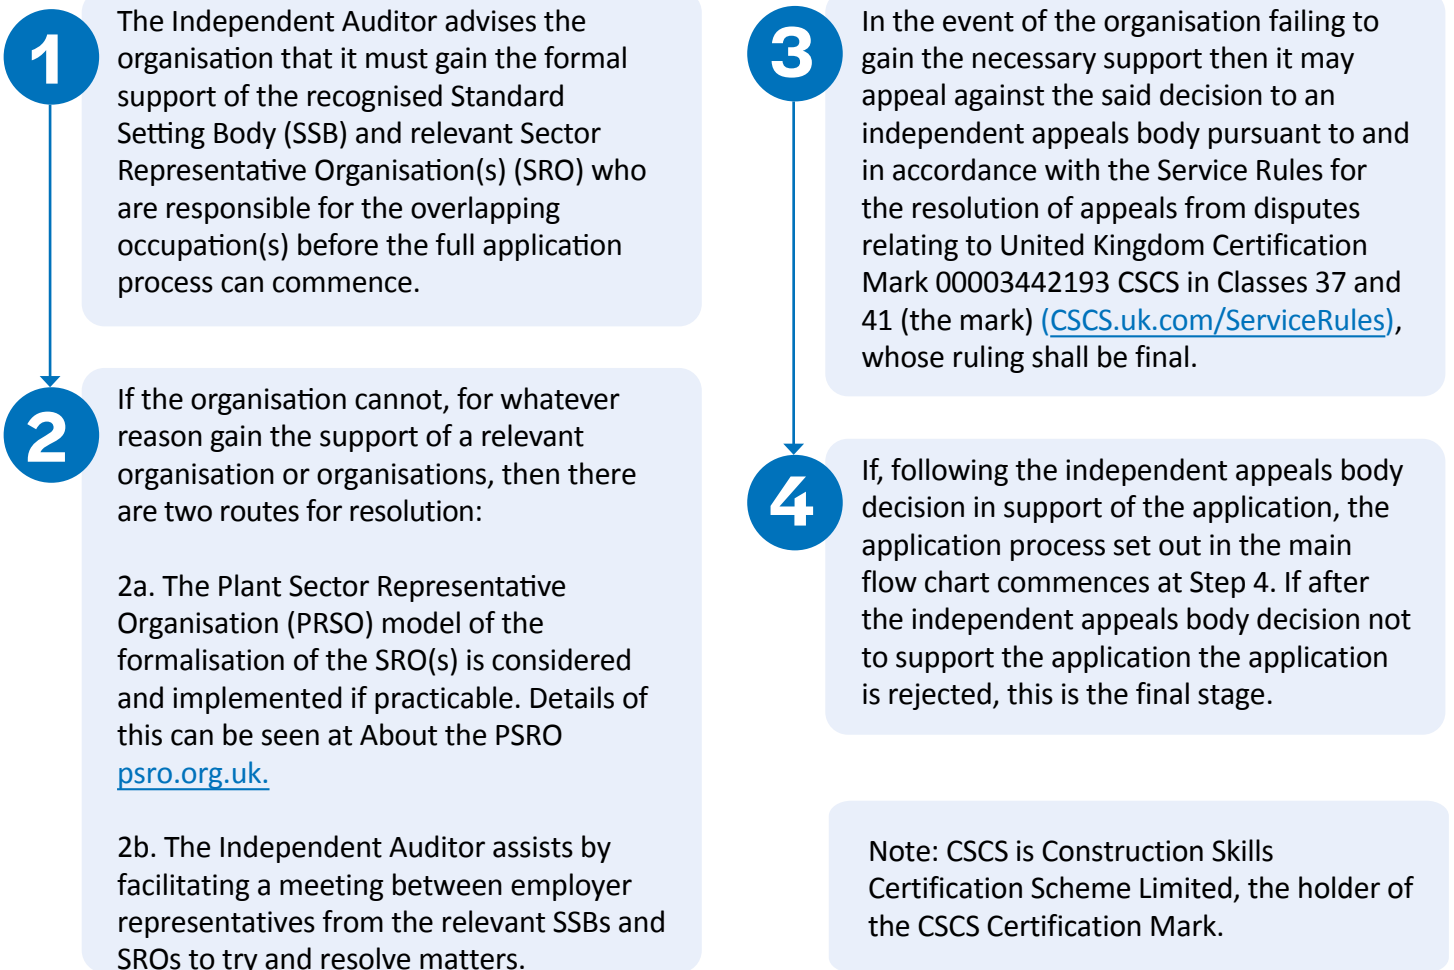 1
The Independent Auditor advises the
organisation that it must gain the formal
support of the recognised Standard
Setting Body (SSB) and relevant Sector
Representative Organisation(s) (SRO) who
are responsible for the overlapping
occupation(s) before the full application
process can commence.
2
If the organisation cannot, for whatever
reason gain the support of a relevant
organisation or organisations, then there
are two routes for resolution:
2a. The Plant Sector Representative
Organisation (PRSO) model of the
formalisation of the SRO(s) is considered
and implemented if practicable. Details of
this can be seen at About the PSRO
psro.org.uk.
2b. The Independent Auditor assists by
facilitating a meeting between employer
representatives from the relevant SSBs and
SROs to try and resolve matters.
3
In the event of the organisation failing to
gain the necessary support then it may
appeal against the said decision to an
independent appeals body pursuant to and
in accordance with the Service Rules for
the resolution of appeals from disputes
relating to United Kingdom Certification
Mark 00003442193 CSCS in Classes 37 and
41 (the mark) (CSCS.uk.com/ServiceRules),
whose ruling shall be final.
4
If, following the independent appeals body
decision in support of the application, the
application process set out in the main
flow chart commences at Step 4. If after
the independent appeals body decision not
to support the application the application
is rejected, this is the final stage.
Note: CSCS is Construction Skills
Certification Scheme Limited, the holder of
the CSCS Certification Mark.